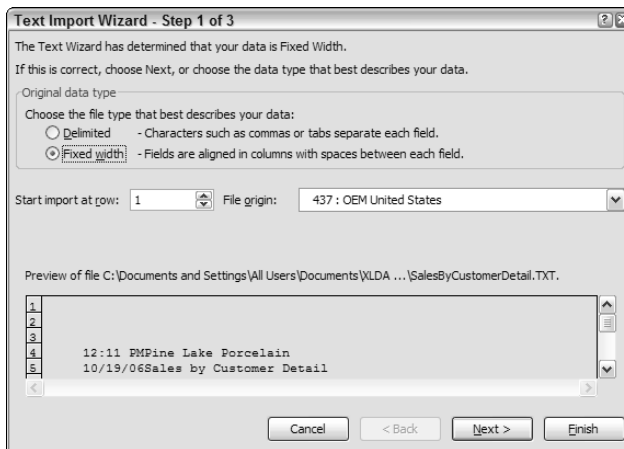 Text Import Wizard - Step 1 of 3
The Text Wizard has determined that your data is Fixed Width.
If this is correct, choose Next, or choose the data type that best describes your data.
Original data type
Choose the file type that best describes your data:
Delimited - Characters such as commas or tabs separate each field.
Fixed width - Fields are aligned in columns with spaces between each field.
Start import at row: 1 File origin: 437 : OEM United States
Preview of file C:\Documents and Settings\All Users\Documents\XLDA ...\SalesByCustomerDetail.TXT.
1
2
3
4 12:11 PMPine Lake Porcelain
5 10/19/06Sales by Customer Detail
Cancel < Back Next > Finish